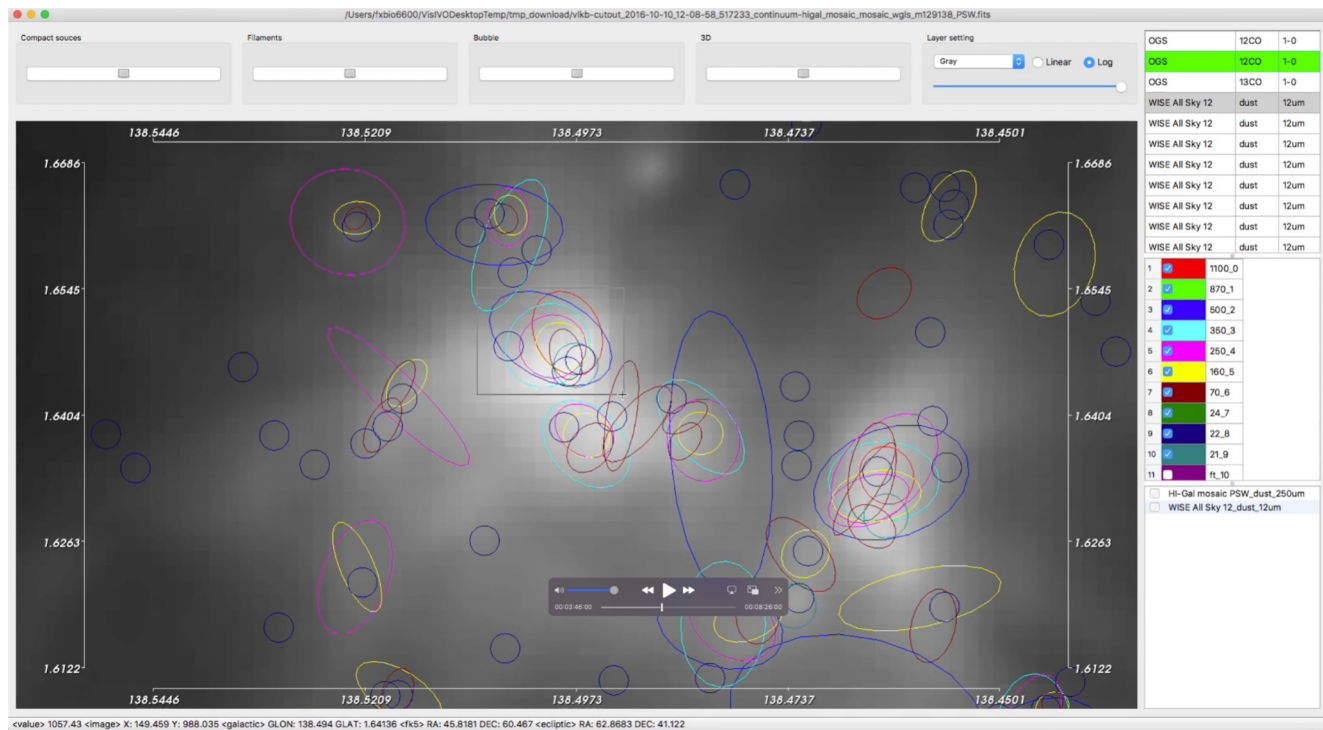 /Users/fxbio6600/VisIVODesktopTemp/tmp_download/vikb-cutout_2016-10-10_12-08-58_517233_continuum-higal_mosaic_mosaic_wgls_m129138_PSW.fits
Compact souces Filaments Bubble 3D Layer setting
Gray Linear Log
OGS 12CO 1-0
OGS 12CO 1-0
OGS 13CO 1-0
WISE All Sky 12 dust 12um
WISE All Sky 12 dust 12um
WISE All Sky 12 dust 12um
WISE All Sky 12 dust 12um
WISE All Sky 12 dust 12um
WISE All Sky 12 dust 12um
WISE All Sky 12 dust 12um
WISE All Sky 12 dust 12um
1 1100_0
2 870_1
3 500_2
4 350_3
5 250_4
6 160_5
7 70_6
8 24_7
9 22_8
10 21_9
11 ft_10
HI-Gal mosaic PSW_dust_250um
WISE All Sky 12_dust_12um
138.5446 138.5209 138.4973 138.4737 138.4501
1.6686 1.6686
1.6545 1.6545
1.6404 1.6404
1.6263 1.6263
00:03:46:00 00:08:26:00
1.6122 1.6122
138.5446 138.5209 138.4973 138.4737 138.4501
<value> 1057.43 <image> X: 149.459 Y: 988.035 <galactic> GLON: 138.494 GLAT: 1.64136 <fk5> RA: 45.8181 DEC: 60.467 <ecliptic> RA: 62.8683 DEC: 41.122